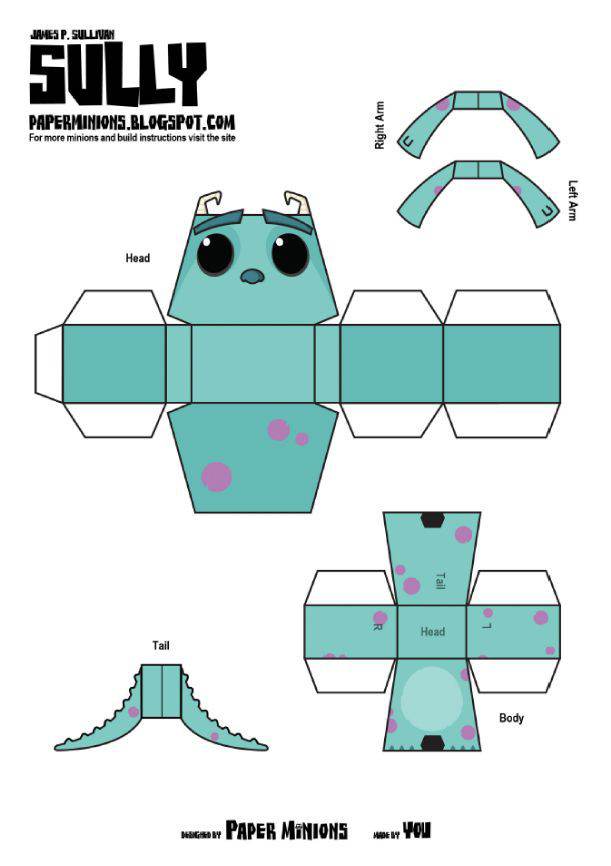 JAMES P. SULLIVAN
SULLY
PAPERMINIONS.BLOGSPOT.COM
For more minions and build instructions visit the site
Right Arm
Left Arm
Head
Tail
R
Head
L
Tail
Body
DESIGNED BY PAPER MINIONS MADE BY YOU